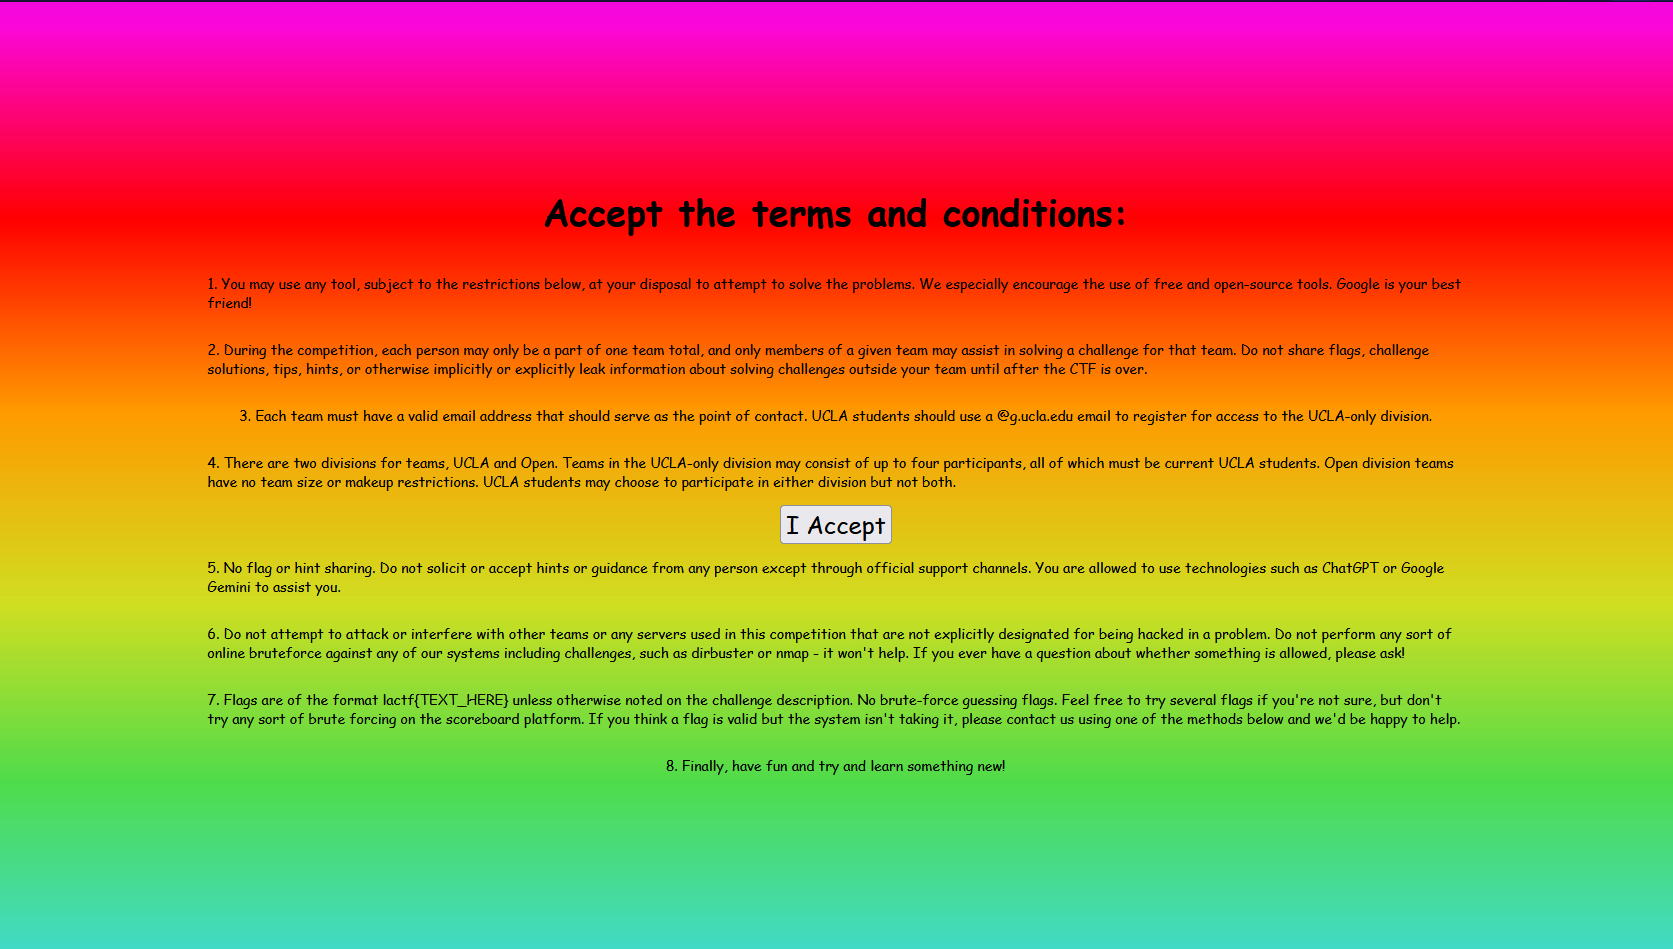 Accept the terms and conditions:
1. You may use any tool, subject to the restrictions below, at your disposal to attempt to solve the problems. We especially encourage the use of free and open-source tools. Google is your best
friend!
2. During the competition, each person may only be a part of one team total, and only members of a given team may assist in solving a challenge for that team. Do not share flags, challenge
solutions, tips, hints, or otherwise implicitly or explicitly leak information about solving challenges outside your team until after the CTF is over.
3. Each team must have a valid email address that should serve as the point of contact. UCLA students should use a @g.ucla.edu email to register for access to the UCLA-only division.
4. There are two divisions for teams, UCLA and Open. Teams in the UCLA-only division may consist of up to four participants, all of which must be current UCLA students. Open division teams
have no team size or makeup restrictions. UCLA students may choose to participate in either division but not both.
I Accept
5. No flag or hint sharing. Do not solicit or accept hints or guidance from any person except through official support channels. You are allowed to use technologies such as ChatGPT or Google
Gemini to assist you.
6. Do not attempt to attack or interfere with other teams or any servers used in this competition that are not explicitly designated for being hacked in a problem. Do not perform any sort of
online bruteforce against any of our systems including challenges, such as dirbuster or nmap - it won't help. If you ever have a question about whether something is allowed, please ask!
7. Flags are of the format lactf{TEXT_HERE} unless otherwise noted on the challenge description. No brute-force guessing flags. Feel free to try several flags if you're not sure, but don't
try any sort of brute forcing on the scoreboard platform. If you think a flag is valid but the system isn't taking it, please contact us using one of the methods below and we'd be happy to help.
8. Finally, have fun and try and learn something new!